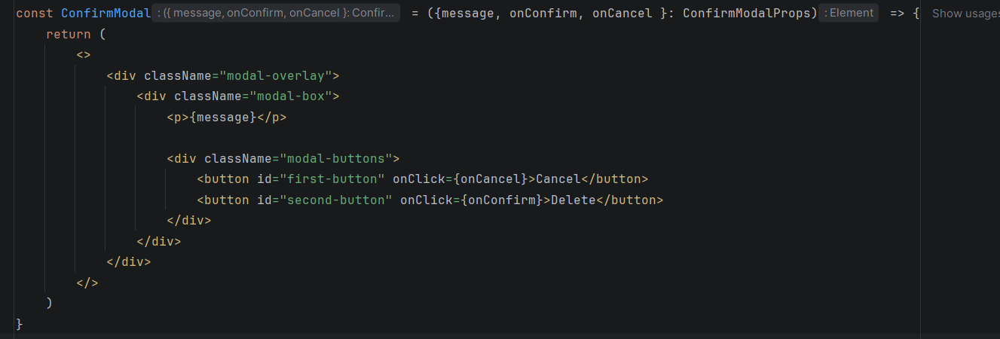 const ConfirmModal : ({ message, onConfirm, onCancel }: Confir... = ({message, onConfirm, onCancel }: ConfirmModalProps) : Element => { Show usages
    return (
        <>
            <div className="modal-overlay">
                <div className="modal-box">
                    <p>{message}</p>
                    <div className="modal-buttons">
                        <button id="first-button" onClick={onCancel}>Cancel</button>
                        <button id="second-button" onClick={onConfirm}>Delete</button>
                    </div>
                </div>
            </div>
        </>
    )
}